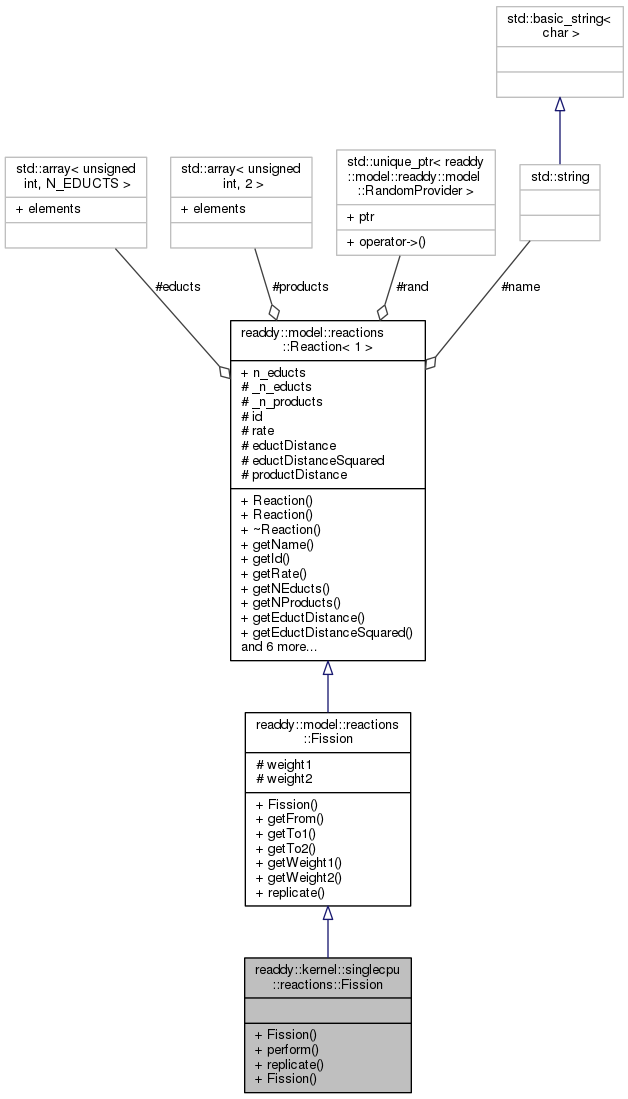 std::basic_string<
char >
std::array< unsigned
int, N_EDUCTS >
+ elements
std::array< unsigned
int, 2 >
+ elements
std::unique_ptr< readdy
::model::readdy::model
::RandomProvider >
+ ptr
+ operator->()
std::string
#educts
#products
#rand
#name
readdy::model::reactions
::Reaction< 1 >
+ n_educts
# _n_educts
# _n_products
# id
# rate
# eductDistance
# eductDistanceSquared
# productDistance
+ Reaction()
+ Reaction()
+ ~Reaction()
+ getName()
+ getId()
+ getRate()
+ getNEducts()
+ getNProducts()
+ getEductDistance()
+ getEductDistanceSquared()
and 6 more...
readdy::model::reactions
::Fission
# weight1
# weight2
+ Fission()
+ getFrom()
+ getTo1()
+ getTo2()
+ getWeight1()
+ getWeight2()
+ replicate()
readdy::kernel::singlecpu
::reactions::Fission
+ Fission()
+ perform()
+ replicate()
+ Fission()